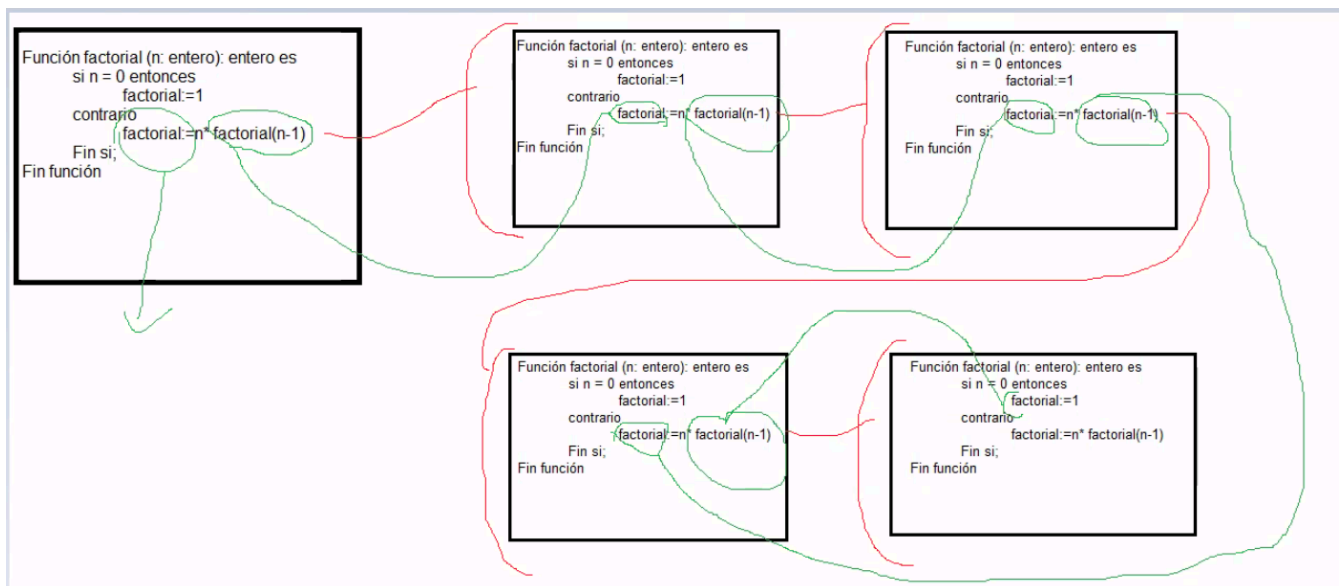 Función factorial (n: entero): entero es
si n = 0 entonces
factorial:=1
contrario
factorial:=n* factorial(n-1)
Fin si;
Fin función
Función factorial (n: entero): entero es
si n = 0 entonces
factorial:=1
contrario
factorial:=n* factorial(n-1)
Fin si;
Fin función
Función factorial (n: entero): entero es
si n = 0 entonces
factorial:=1
contrario
factorial:=n* factorial(n-1)
Fin si;
Fin función
Función factorial (n: entero): entero es
si n = 0 entonces
factorial:=1
contrario
factorial:=n* factorial(n-1)
Fin si;
Fin función
Función factorial (n: entero): entero es
si n = 0 entonces
factorial:=1
contrario
factorial:=n* factorial(n-1)
Fin si;
Fin función